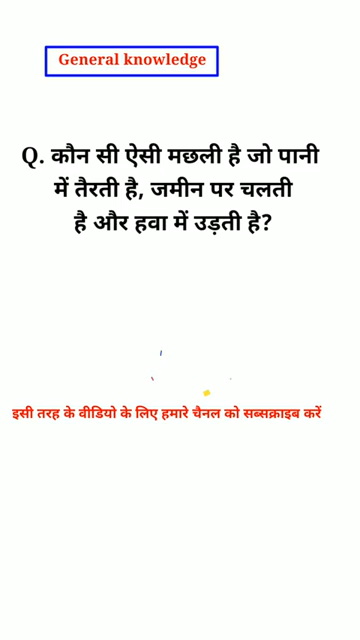 General knowledge
Q. कौन सी ऐसी मछली है जो पानी
में तैरती है, जमीन पर चलती
है और हवा में उड़ती है?
इसी तरह के वीडियो के लिए हमारे चैनल को सब्सक्राइब करें